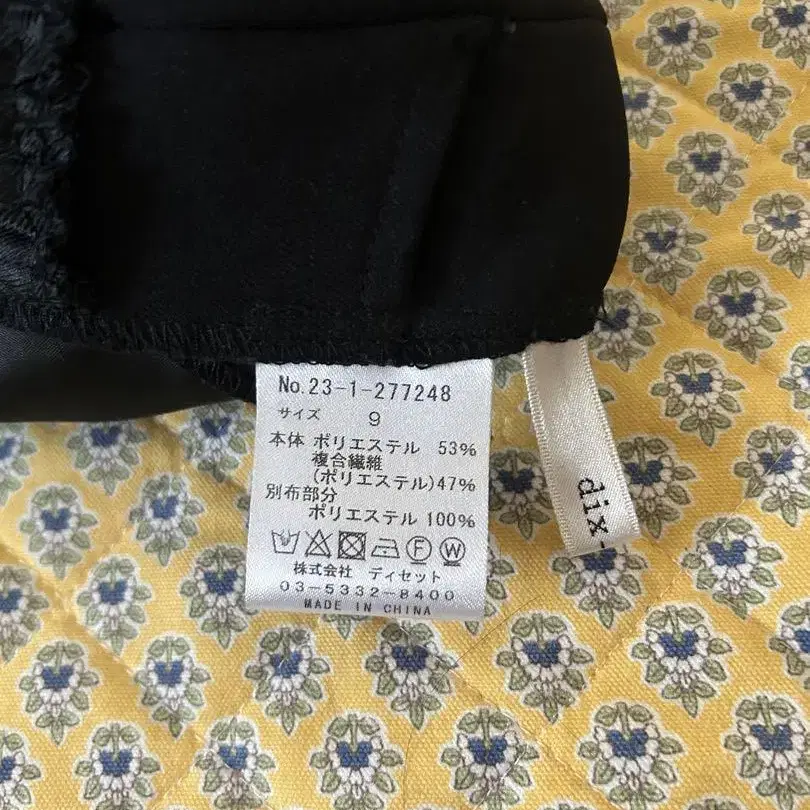 No.23-1-277248
サイズ 9
本体 ポリエステル 53%
複合繊維
(ポリエステル)47%
別布部分
ポリエステル 100%
F W
株式会社 ディセット
03-5332-8400
MADE IN CHINA
dix-